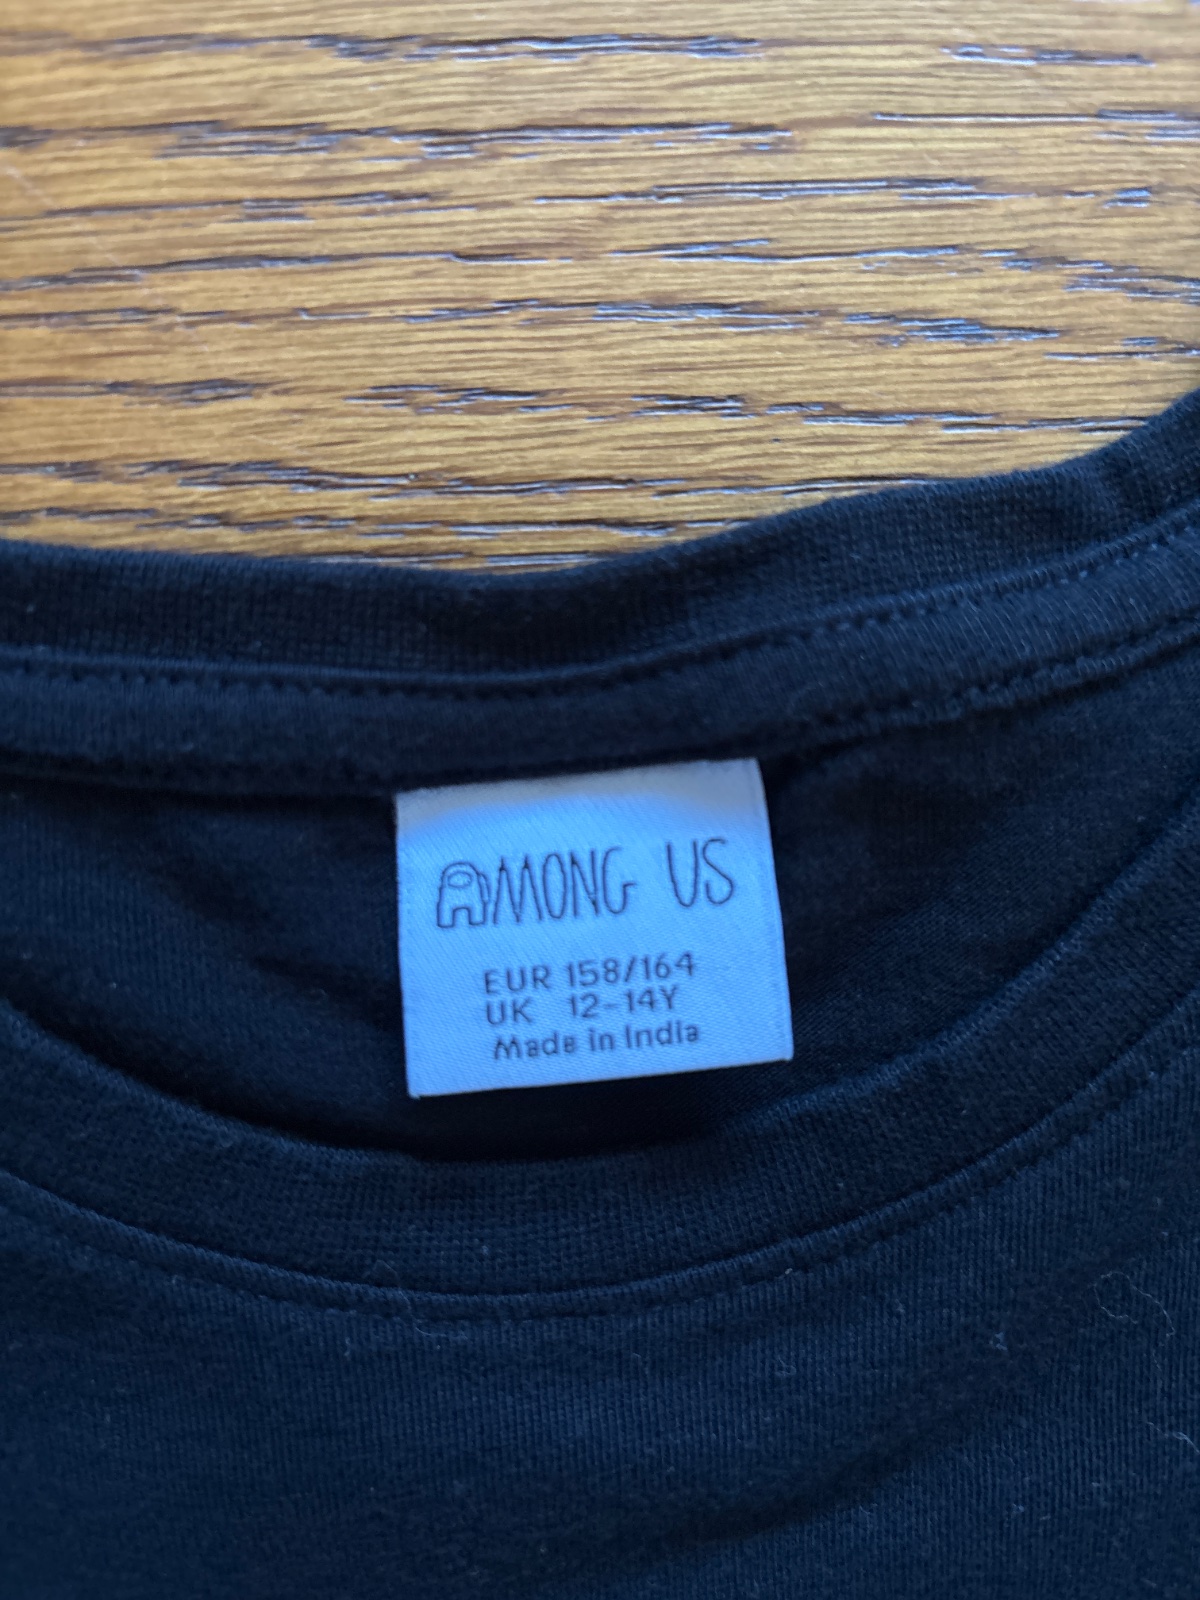 AMONG US
EUR 158/164
UK 12-14Y
Made in India